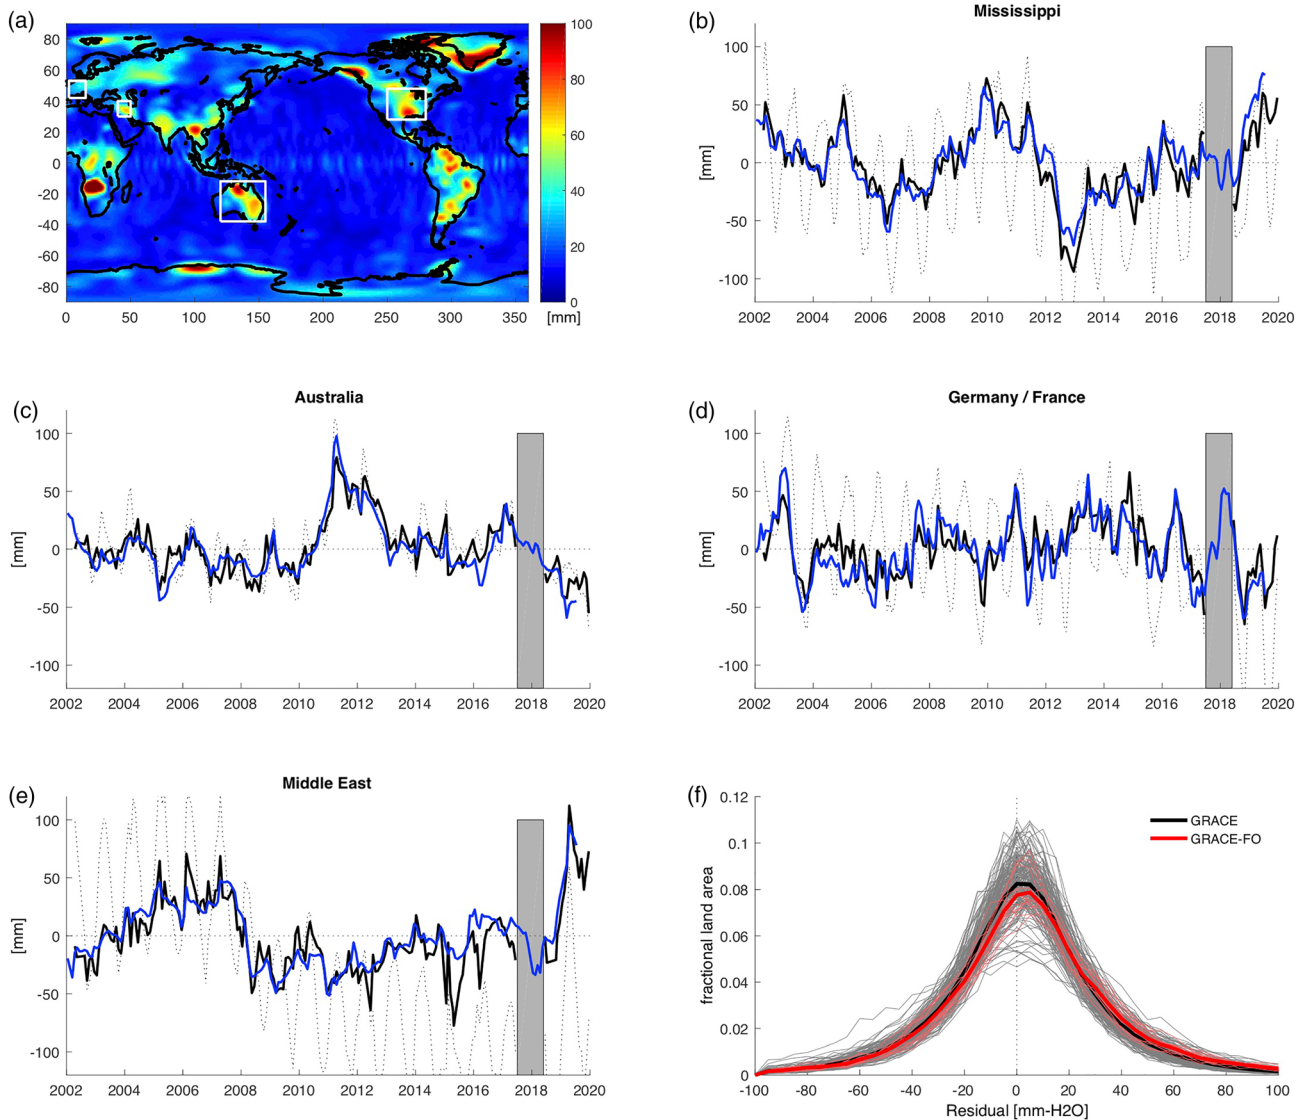 (a)
80
60
40
20
0
-20
-40
-60
-80
0 50 100 150 200 250 300 350 [mm]
100
80
60
40
20
0
(b) Mississippi
100
50
0
-50
-100
[mm]
2002 2004 2006 2008 2010 2012 2014 2016 2018 2020
(c) Australia
100
50
0
-50
-100
[mm]
2002 2004 2006 2008 2010 2012 2014 2016 2018 2020
(d) Germany / France
100
50
0
-50
-100
[mm]
2002 2004 2006 2008 2010 2012 2014 2016 2018 2020
(e) Middle East
100
50
0
-50
-100
[mm]
2002 2004 2006 2008 2010 2012 2014 2016 2018 2020
(f)
0.12
0.1
0.08
0.06
0.04
0.02
0
fractional land area
GRACE
GRACE-FO
-100 -80 -60 -40 -20 0 20 40 60 80 100
Residual [mm-H2O]